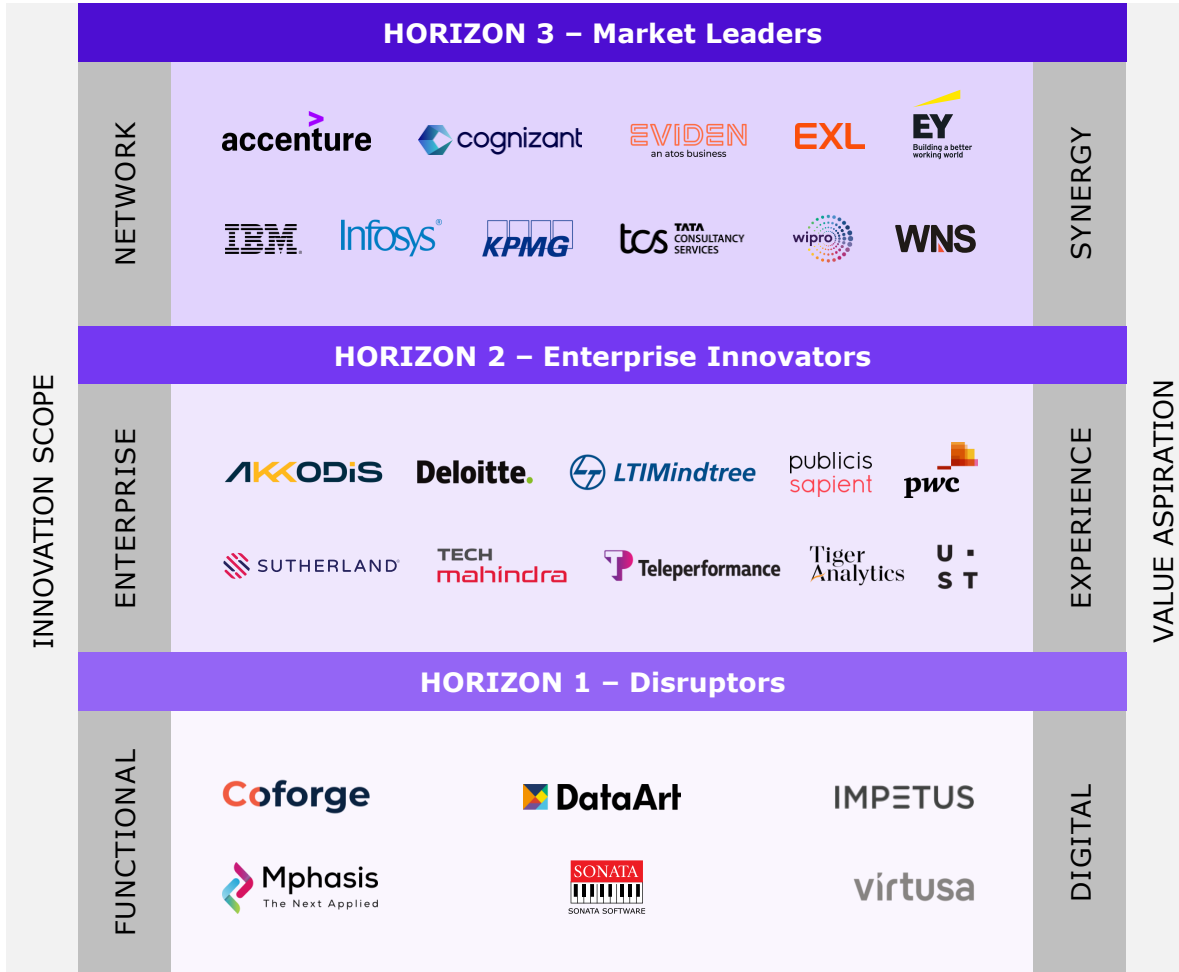 HORIZON 3 – Market Leaders
INNOVATION SCOPE
NETWORK
accenture
cognizant
EVIDEN
an atos business
EXL
EY
Building a better
working world
IBM
Infosys®
KPMG
tcs TATA
CONSULTANCY
SERVICES
wipro
WNS
SYNERGY
VALUE ASPIRATION
HORIZON 2 – Enterprise Innovators
ENTERPRISE
AKKODiS
Deloitte.
LTIMindtree
publicis
sapient
pwc
SUTHERLAND®
TECH
mahindra
Teleperformance
Tiger
Analytics
U ·
S T
EXPERIENCE
HORIZON 1 – Disruptors
FUNCTIONAL
Coforge
DataArt
IMPETUS
Mphasis
The Next Applied
SONATA
SONATA SOFTWARE
virtusa
DIGITAL